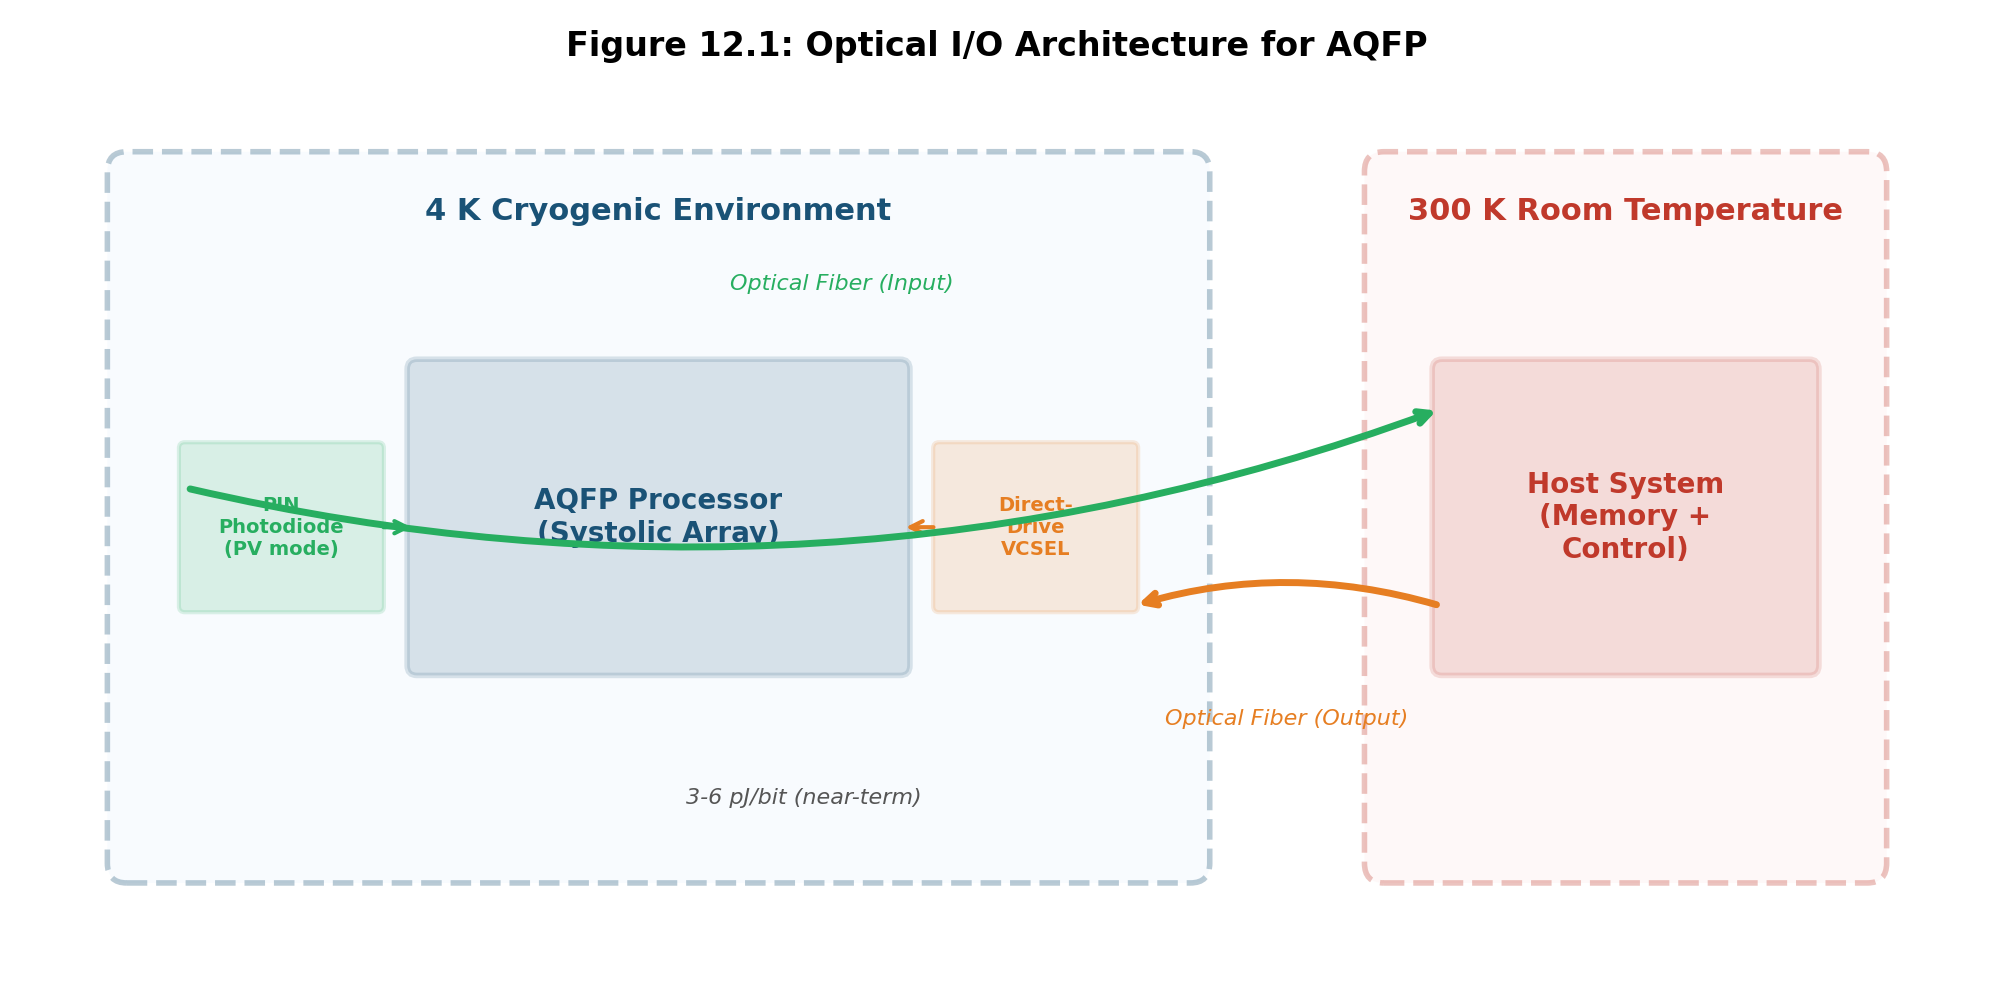 Figure 12.1: Optical I/O Architecture for AQFP
4 K Cryogenic Environment
300 K Room Temperature
Optical Fiber (Input)
PIN
Photodiode
(PV mode)
AQFP Processor
(Systolic Array)
Direct-
Drive
VCSEL
Host System
(Memory +
Control)
Optical Fiber (Output)
3-6 pJ/bit (near-term)